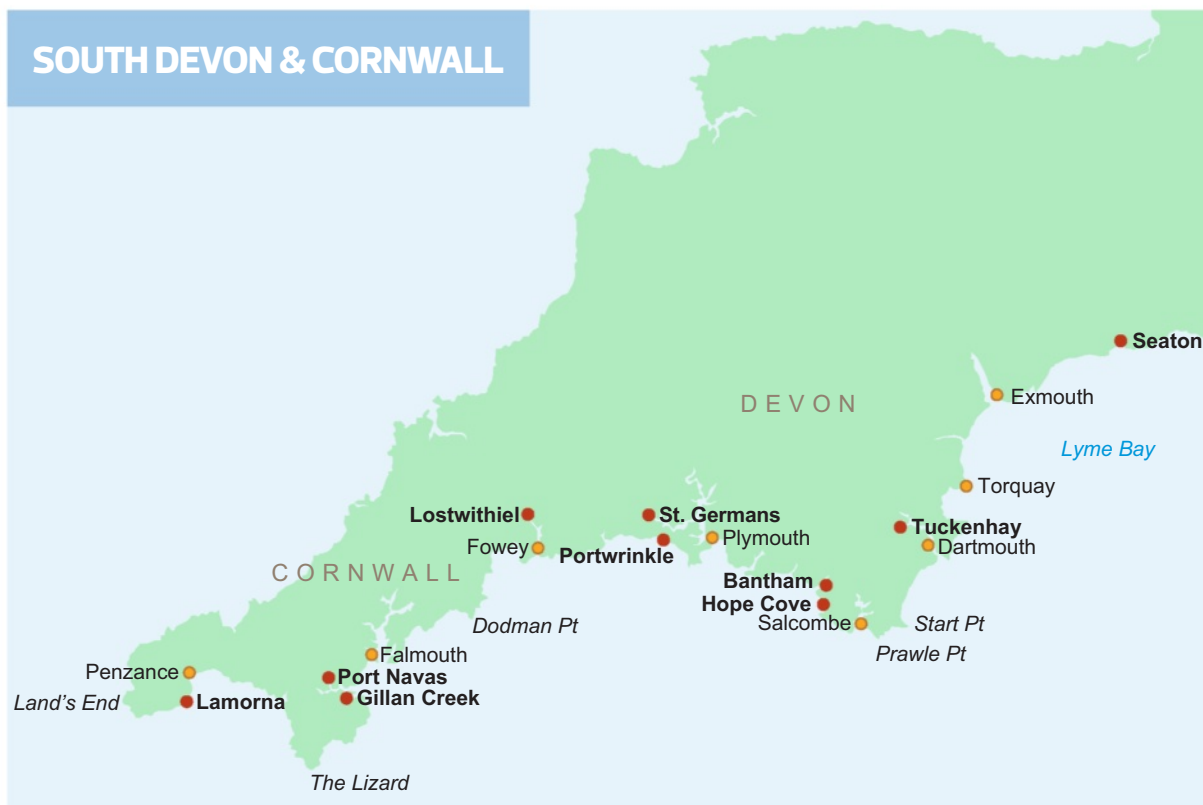 SOUTH DEVON & CORNWALL
Seaton
DEVON
Exmouth
Lyme Bay
Torquay
Lostwithiel
St. Germans
Tuckenhay
Fowey
Plymouth
Dartmouth
Portwrinkle
CORNWALL
Bantham
Hope Cove
Salcombe
Start Pt
Dodman Pt
Prawle Pt
Falmouth
Penzance
Port Navas
Land's End
Lamorna
Gillan Creek
The Lizard